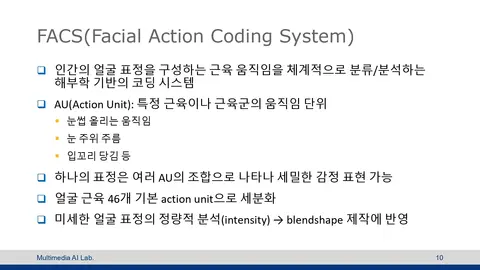 FACS(Facial Action Coding System)
인간의 얼굴 표정을 구성하는 근육 움직임을 체계적으로 분류/분석하는
해부학 기반의 코딩 시스템
AU(Action Unit): 특정 근육이나 근육군의 움직임 단위
눈썹 올리는 움직임
눈 주위 주름
입꼬리 당김 등
하나의 표정은 여러 AU의 조합으로 나타나 세밀한 감정 표현 가능
얼굴 근육 46개 기본 action unit으로 세분화
미세한 얼굴 표정의 정량적 분석(intensity) → blendshape 제작에 반영
Multimedia AI Lab.
10